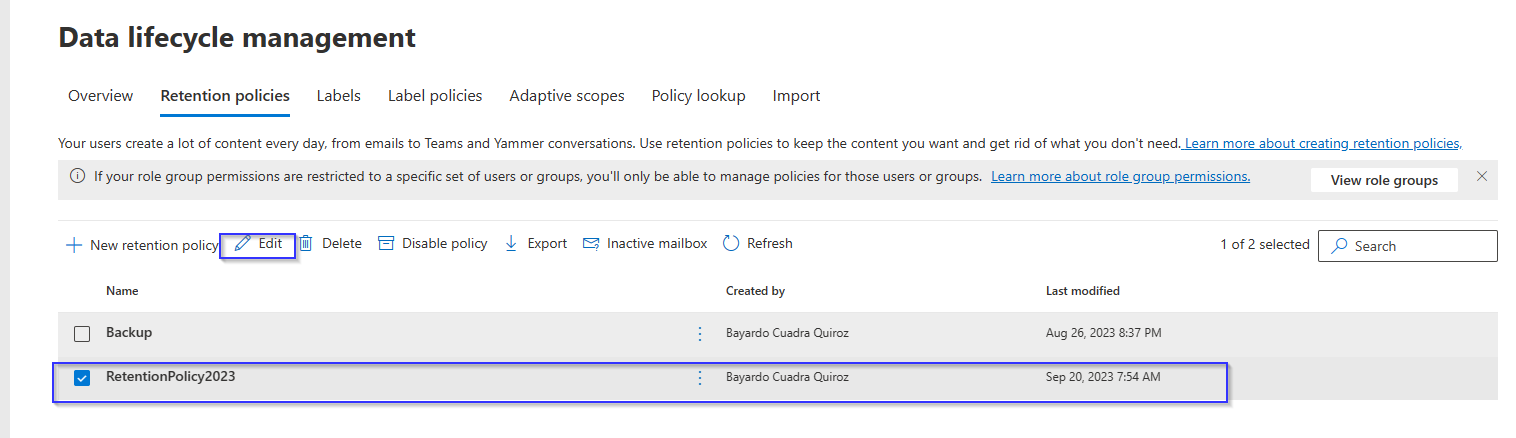 Data lifecycle management
Overview Retention policies Labels Label policies Adaptive scopes Policy lookup Import
Your users create a lot of content every day, from emails to Teams and Yammer conversations. Use retention policies to keep the content you want and get rid of what you don't need. Learn more about creating retention policies,
If your role group permissions are restricted to a specific set of users or groups, you'll only be able to manage policies for those users or groups. Learn more about role group permissions. View role groups
New retention policy Edit Delete Disable policy Export Inactive mailbox Refresh 1 of 2 selected Search
Name Created by Last modified
Backup Bayardo Cuadra Quiroz Aug 26, 2023 8:37 PM
RetentionPolicy2023 Bayardo Cuadra Quiroz Sep 20, 2023 7:54 AM